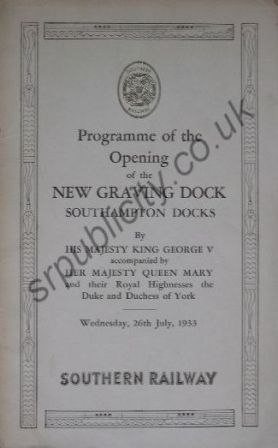 Programme of the
Opening
of the
NEW GRAVING DOCK
SOUTHAMPTON DOCKS
By
HIS MAJESTY KING GEORGE V
accompanied by
HER MAJESTY QUEEN MARY
and their Royal Highnesses the
Duke and Duchess of York
Wednesday, 26th July, 1933
SOUTHERN RAILWAY
srpublicity.co.uk